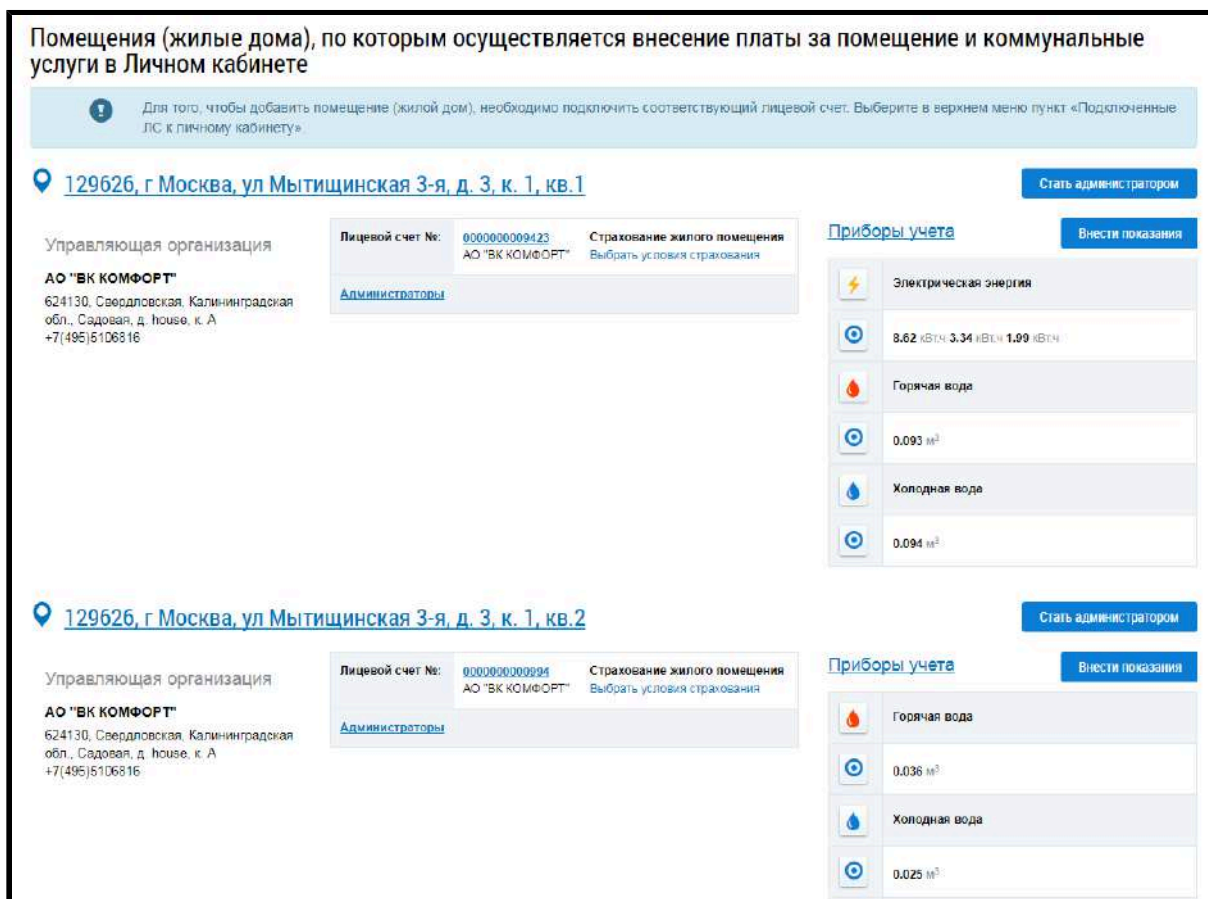 Помещения (жилые дома), по которым осуществляется внесение платы за помещение и коммунальные
услуги в Личном кабинете
Для того, чтобы добавить помещение (жилой дом), необходимо подключить соответствующий лицевой счет. Выберите в верхнем меню пункт «Подключенные
ЛС к личному кабинету».
129626, г Москва, ул Мытищинская 3-я, д. 3, к. 1, кв.1
Стать администратором
Управляющая организация
АО "ВК КОМФОРТ"
624130, Свердловская, Калининградская
обл., Садовая, д. house, к. А
+7(495)5106816
Лицевой счет №:
0000000009423
АО "ВК КОМФОРТ"
Страхование жилого помещения
Выбрать условия страхования
Администраторы
Приборы учета
Внести показания
Электрическая энергия
8.62 кВт.ч 3.34 кВт.ч 1.99 кВт.ч
Горячая вода
0.093 м³
Холодная вода
0.094 м³
129626, г Москва, ул Мытищинская 3-я, д. 3, к. 1, кв.2
Стать администратором
Управляющая организация
АО "ВК КОМФОРТ"
624130, Свердловская, Калининградская
обл., Садовая, д. house, к. А
+7(495)5106816
Лицевой счет №:
0000000000994
АО "ВК КОМФОРТ"
Страхование жилого помещения
Выбрать условия страхования
Администраторы
Приборы учета
Внести показания
Горячая вода
0.036 м³
Холодная вода
0.025 м³